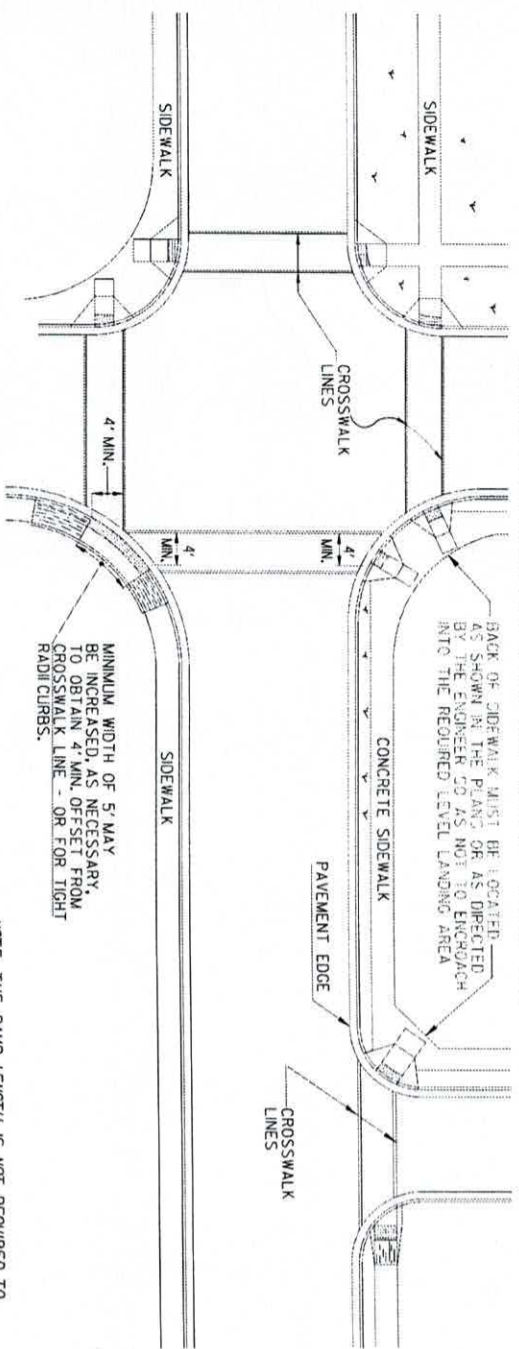 SIDEWALK
SIDEWALK
CROSSWALK
LINES
4' MIN.
4'
MIN.
4'
MIN.
BACK OF SIDEWALK MUST BE LOCATED
AS SHOWN IN THE PLANS OR AS DIRECTED
BY THE ENGINEER SO AS NOT TO ENCROACH
INTO THE REQUIRED LEVEL LANDING AREA
CONCRETE SIDEWALK
PAVEMENT EDGE
CROSSWALK
LINES
SIDEWALK
MINIMUM WIDTH OF 5' MAY
BE INCREASED, AS NECESSARY,
TO OBTAIN 4' MIN. OFFSET FROM
CROSSWALK LINE - OR FOR TIGHT
RADII CURBS.